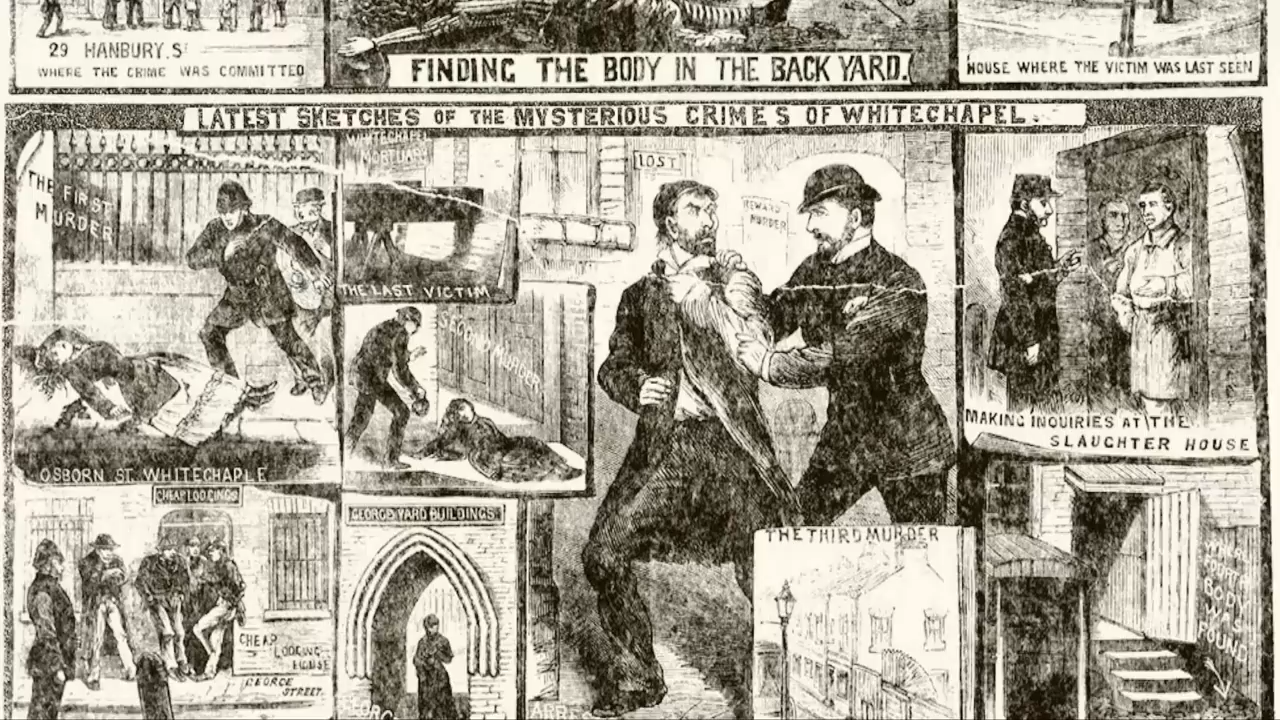 29 HANBURY. St
WHERE THE CRIME WAS COMMITTED
FINDING THE BODY IN THE BACK YARD.
HOUSE WHERE THE VICTIM WAS LAST SEEN
LATEST SKETCHES OF THE MYSTERIOUS CRIMES OF WHITECHAPEL.
THE FIRST
MURDER
OSBORN ST. WHITECHAPLE
WHITECHAPEL
MORTUARY
THE LAST VICTIM
SECOND MURDER
LOST
REWARD
MURDER
MAKING INQUIRIES AT THE
SLAUGHTER HOUSE
CHEAP LODGINGS
CHEAP
LODGING
HOUSE
GEORGE
STREET.
GEORGE YARD BUILDINGS
THE THIRD MURDER
WHERE
FOURTH
BODY
WAS
FOUND